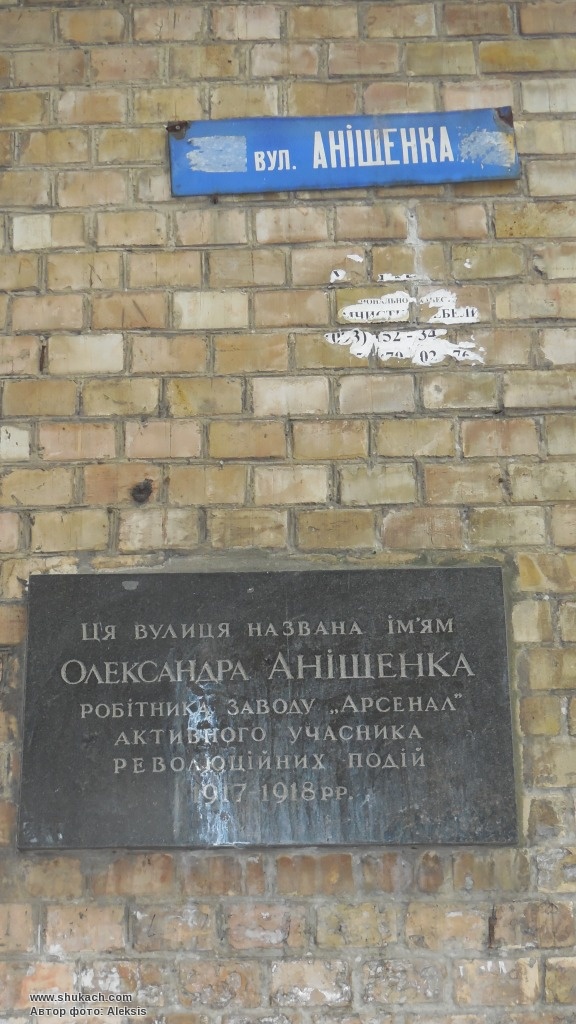 вул. АНІЩЕНКА
ЦЯ ВУЛИЦЯ НАЗВАНА ІМ'ЯМ
ОЛЕКСАНДРА АНІЩЕНКА
РОБІТНИКА ЗАВОДУ „АРСЕНАЛ"
АКТИВНОГО УЧАСНИКА
РЕВОЛЮЦІЙНИХ ПОДІЙ
1917-1918 РР.
www.shukach.com
Автор фото: Aleksis